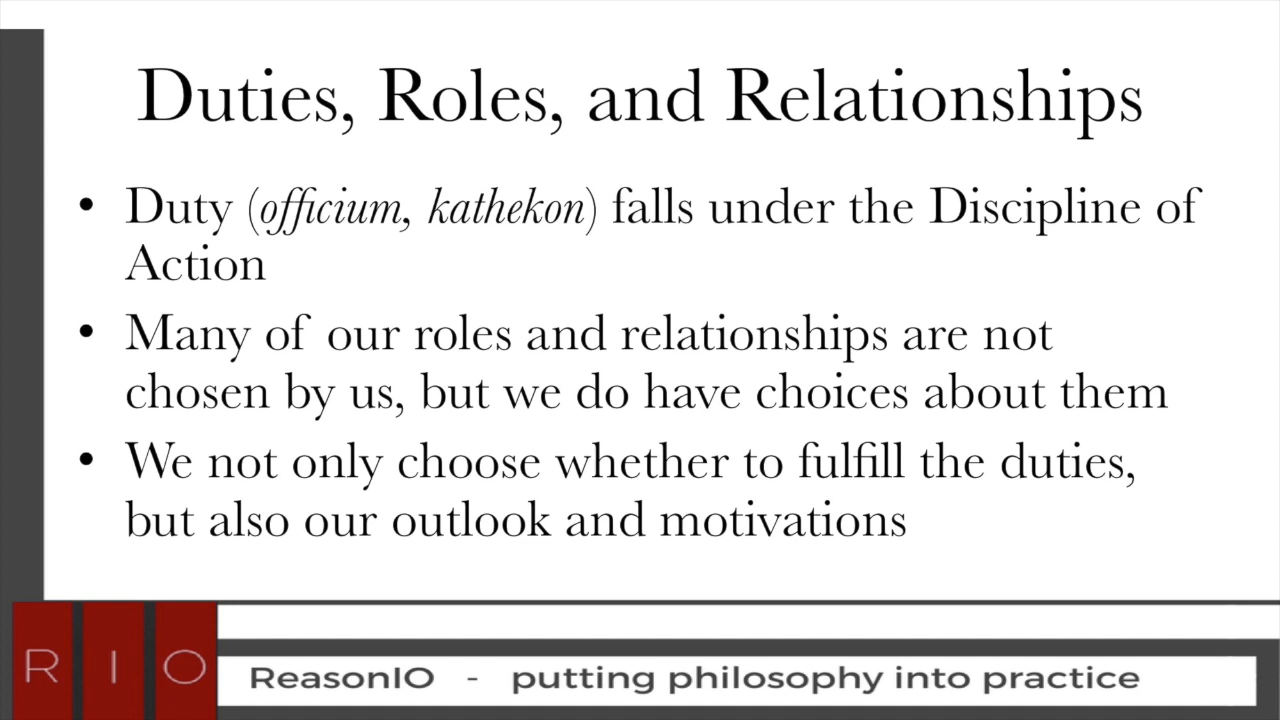 Duties, Roles, and Relationships
• Duty (officium, kathekon) falls under the Discipline of
Action
• Many of our roles and relationships are not
chosen by us, but we do have choices about them
• We not only choose whether to fulfill the duties,
but also our outlook and motivations
R I O
ReasonIO - putting philosophy into practice